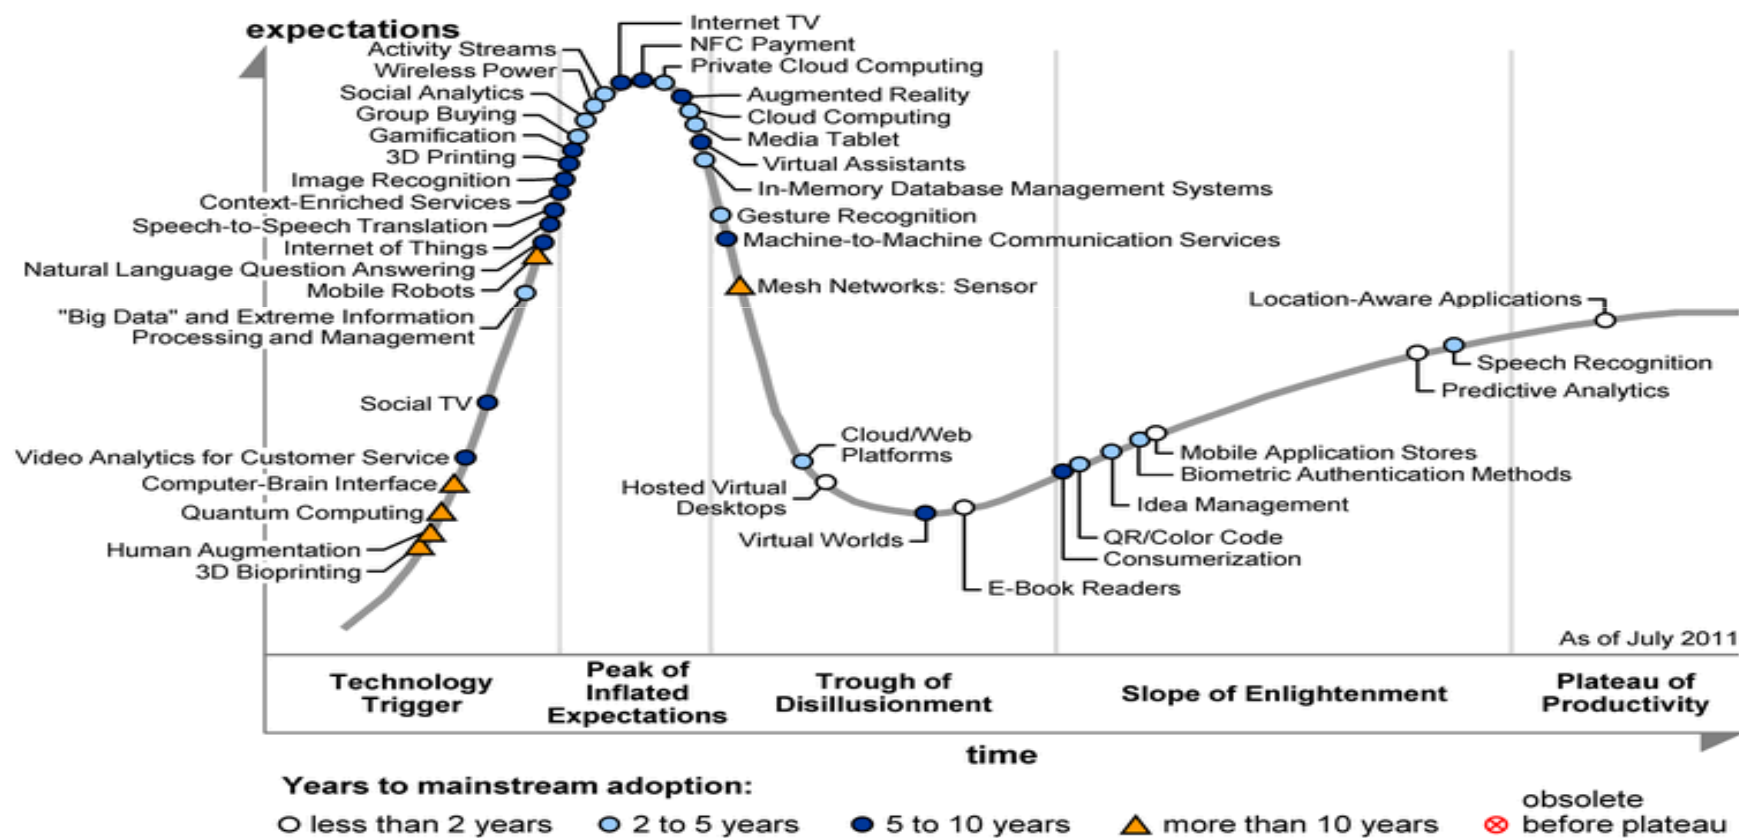 expectations
Activity Streams
Wireless Power
Social Analytics
Group Buying
Gamification
3D Printing
Image Recognition
Context-Enriched Services
Speech-to-Speech Translation
Internet of Things
Natural Language Question Answering
Mobile Robots
"Big Data" and Extreme Information
Processing and Management
Social TV
Video Analytics for Customer Service
Computer-Brain Interface
Quantum Computing
Human Augmentation
3D Bioprinting
Internet TV
NFC Payment
Private Cloud Computing
Augmented Reality
Cloud Computing
Media Tablet
Virtual Assistants
In-Memory Database Management Systems
Gesture Recognition
Machine-to-Machine Communication Services
Mesh Networks: Sensor
Cloud/Web
Platforms
Hosted Virtual
Desktops
Virtual Worlds
E-Book Readers
Consumerization
QR/Color Code
Idea Management
Biometric Authentication Methods
Mobile Application Stores
Predictive Analytics
Speech Recognition
Location-Aware Applications
As of July 2011
Technology
Trigger
Peak of
Inflated
Expectations
Trough of
Disillusionment
Slope of Enlightenment
Plateau of
Productivity
time
Years to mainstream adoption:
less than 2 years
2 to 5 years
5 to 10 years
more than 10 years
obsolete
before plateau